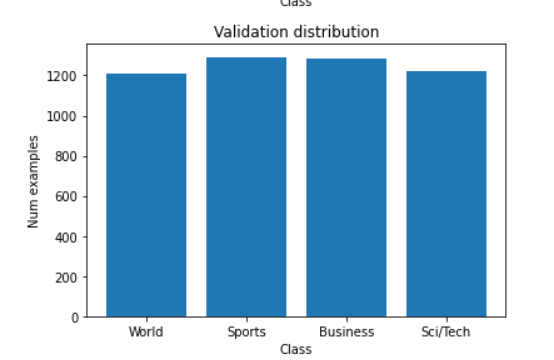 Class
Validation distribution
1200
1000
800
600
400
200
0
Num examples
World Sports Business Sci/Tech
Class